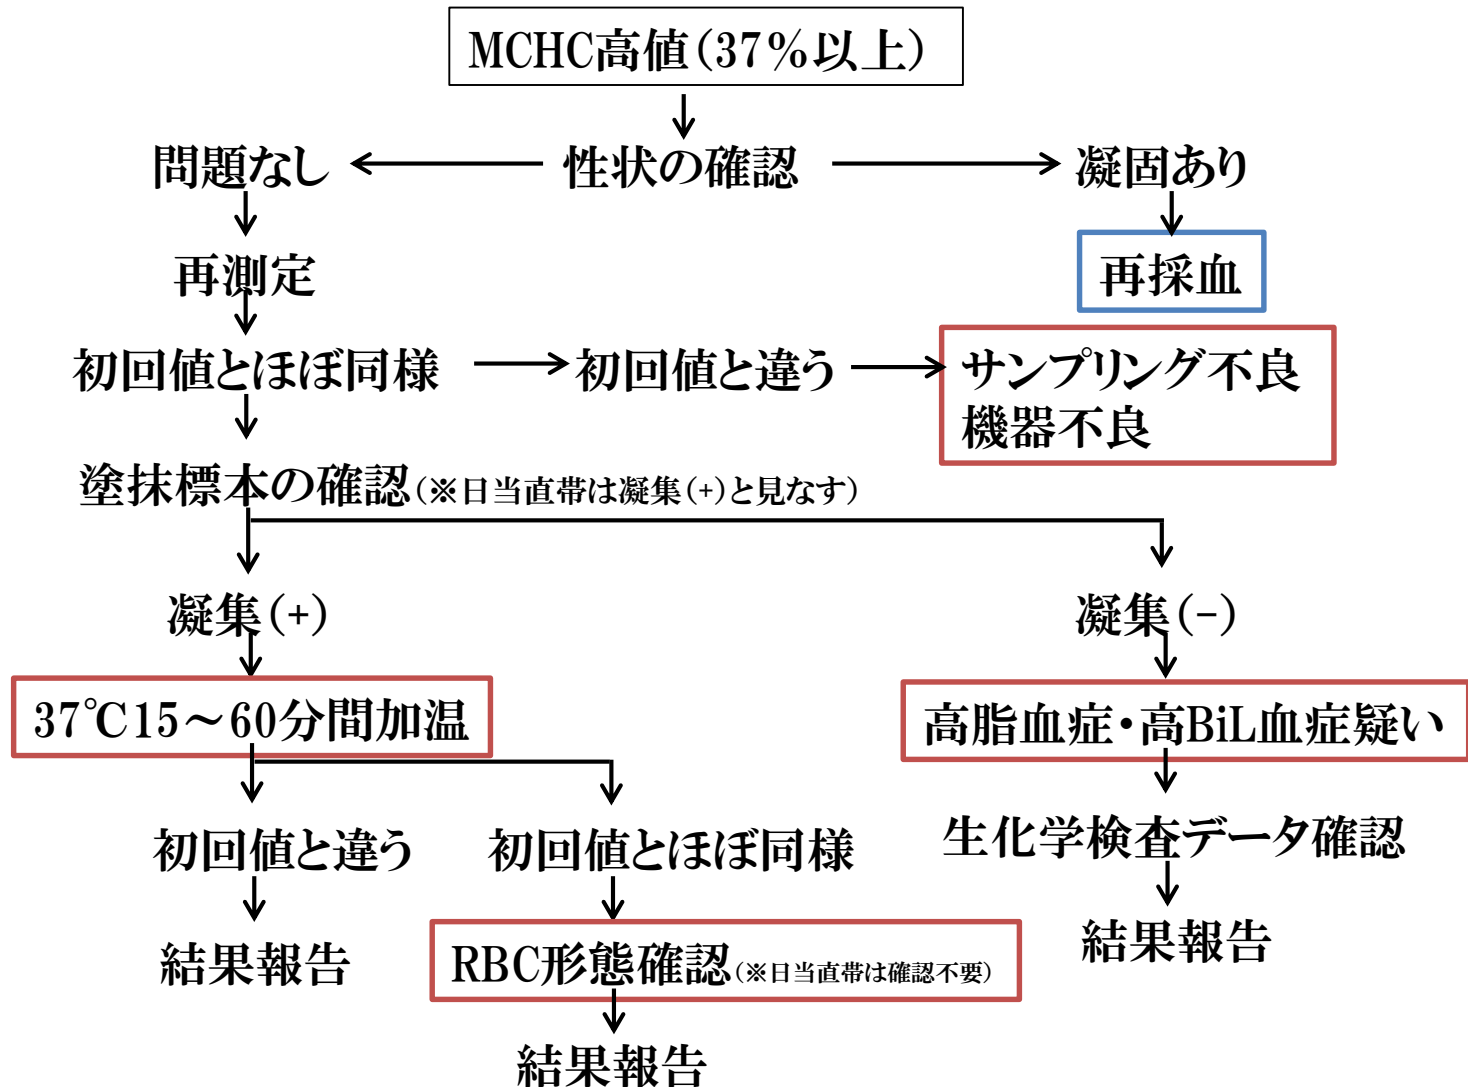 MCHC高値(37%以上)
問題なし
性状の確認
凝固あり
再測定
再採血
初回値とほぼ同様
初回値と違う
サンプリング不良
機器不良
塗抹標本の確認(※日当直帯は凝集(+)と見なす)
凝集(+)
凝集(-)
37℃15～60分間加温
高脂血症・高BiL血症疑い
初回値と違う
初回値とほぼ同様
生化学検査データ確認
結果報告
RBC形態確認(※日当直帯は確認不要)
結果報告
結果報告